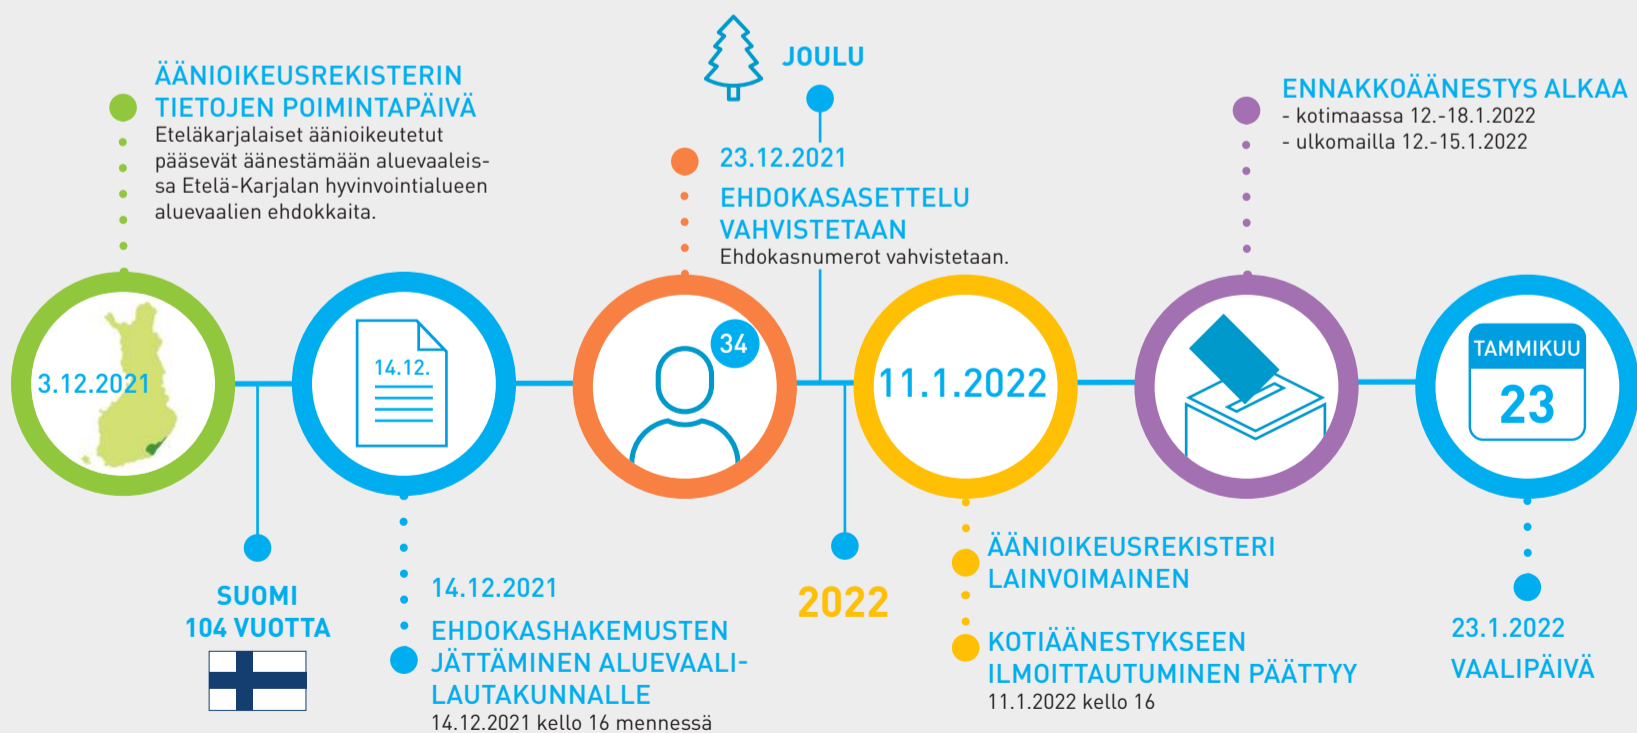 ÄÄNIOIKEUSREKISTERIN
TIETOJEN POIMINTAPÄIVÄ
Eteläkarjalaiset äänioikeutetut
pääsevät äänestämään aluevaaleis-
sa Etelä-Karjalan hyvinvointialueen
aluevaalien ehdokkaita.
3.12.2021
SUOMI
104 VUOTTA
14.12.
14.12.2021
EHDOKASHAKEMUSTEN
JÄTTÄMINEN ALUEVAALI-
LAUTAKUNNALLE
14.12.2021 kello 16 mennessä
23.12.2021
EHDOKASASETTELU
VAHVISTETAAN
Ehdokasnumerot vahvistetaan.
34
JOULU
2022
11.1.2022
ÄÄNIOIKEUSREKISTERI
LAINVOIMAINEN
KOTIÄÄNESTYKSEEN
ILMOITTAUTUMINEN PÄÄTTYY
11.1.2022 kello 16
ENNAKKOÄÄNESTYS ALKAA
- kotimaassa 12.-18.1.2022
- ulkomailla 12.-15.1.2022
TAMMIKUU
23
23.1.2022
VAALIPÄIVÄ